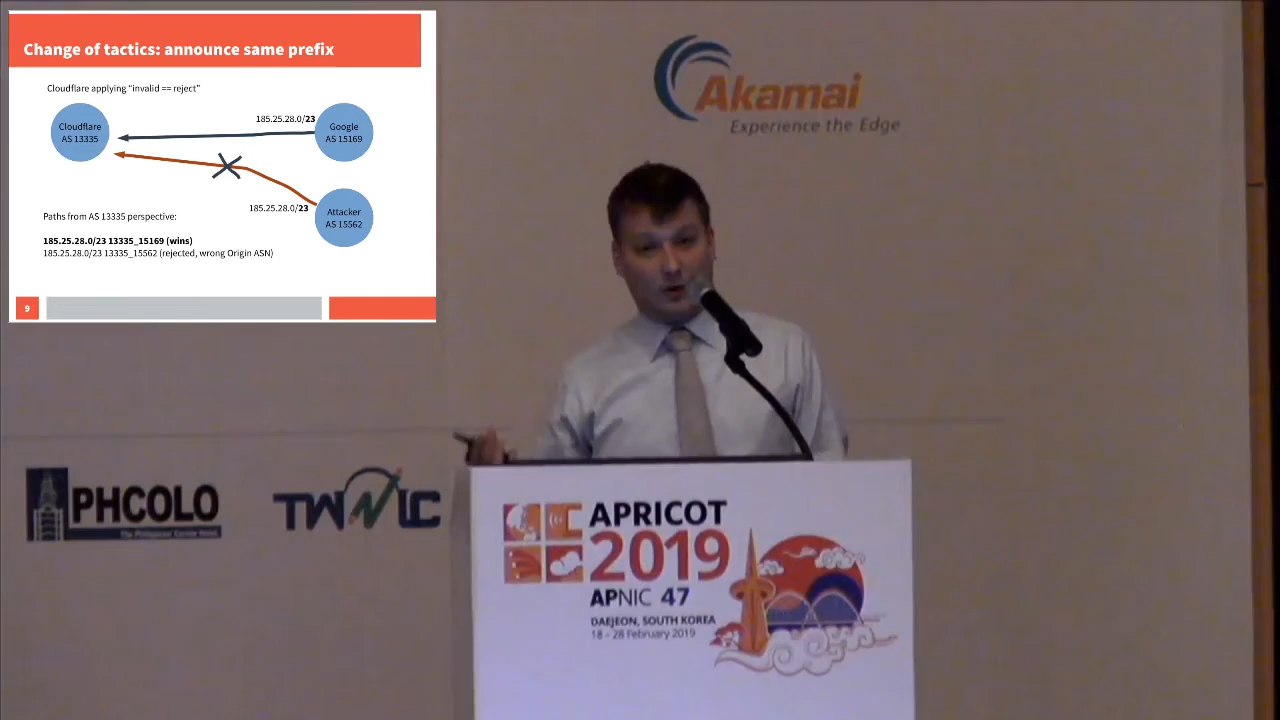 Change of tactics: announce same prefix
Cloudflare applying "invalid == reject"
Cloudflare
AS 13335
185.25.28.0/23
Google
AS 15169
185.25.28.0/23
Attacker
AS 15562
Paths from AS 13335 perspective:
185.25.28.0/23 13335_15169 (wins)
185.25.28.0/23 13335_15562 (rejected, wrong Origin ASN)
9
Akamai
Experience the Edge
PHCOLO
TWNIC
APRICOT
2019
APNIC 47
DAEJEON, SOUTH KOREA
18 – 28 February 2019